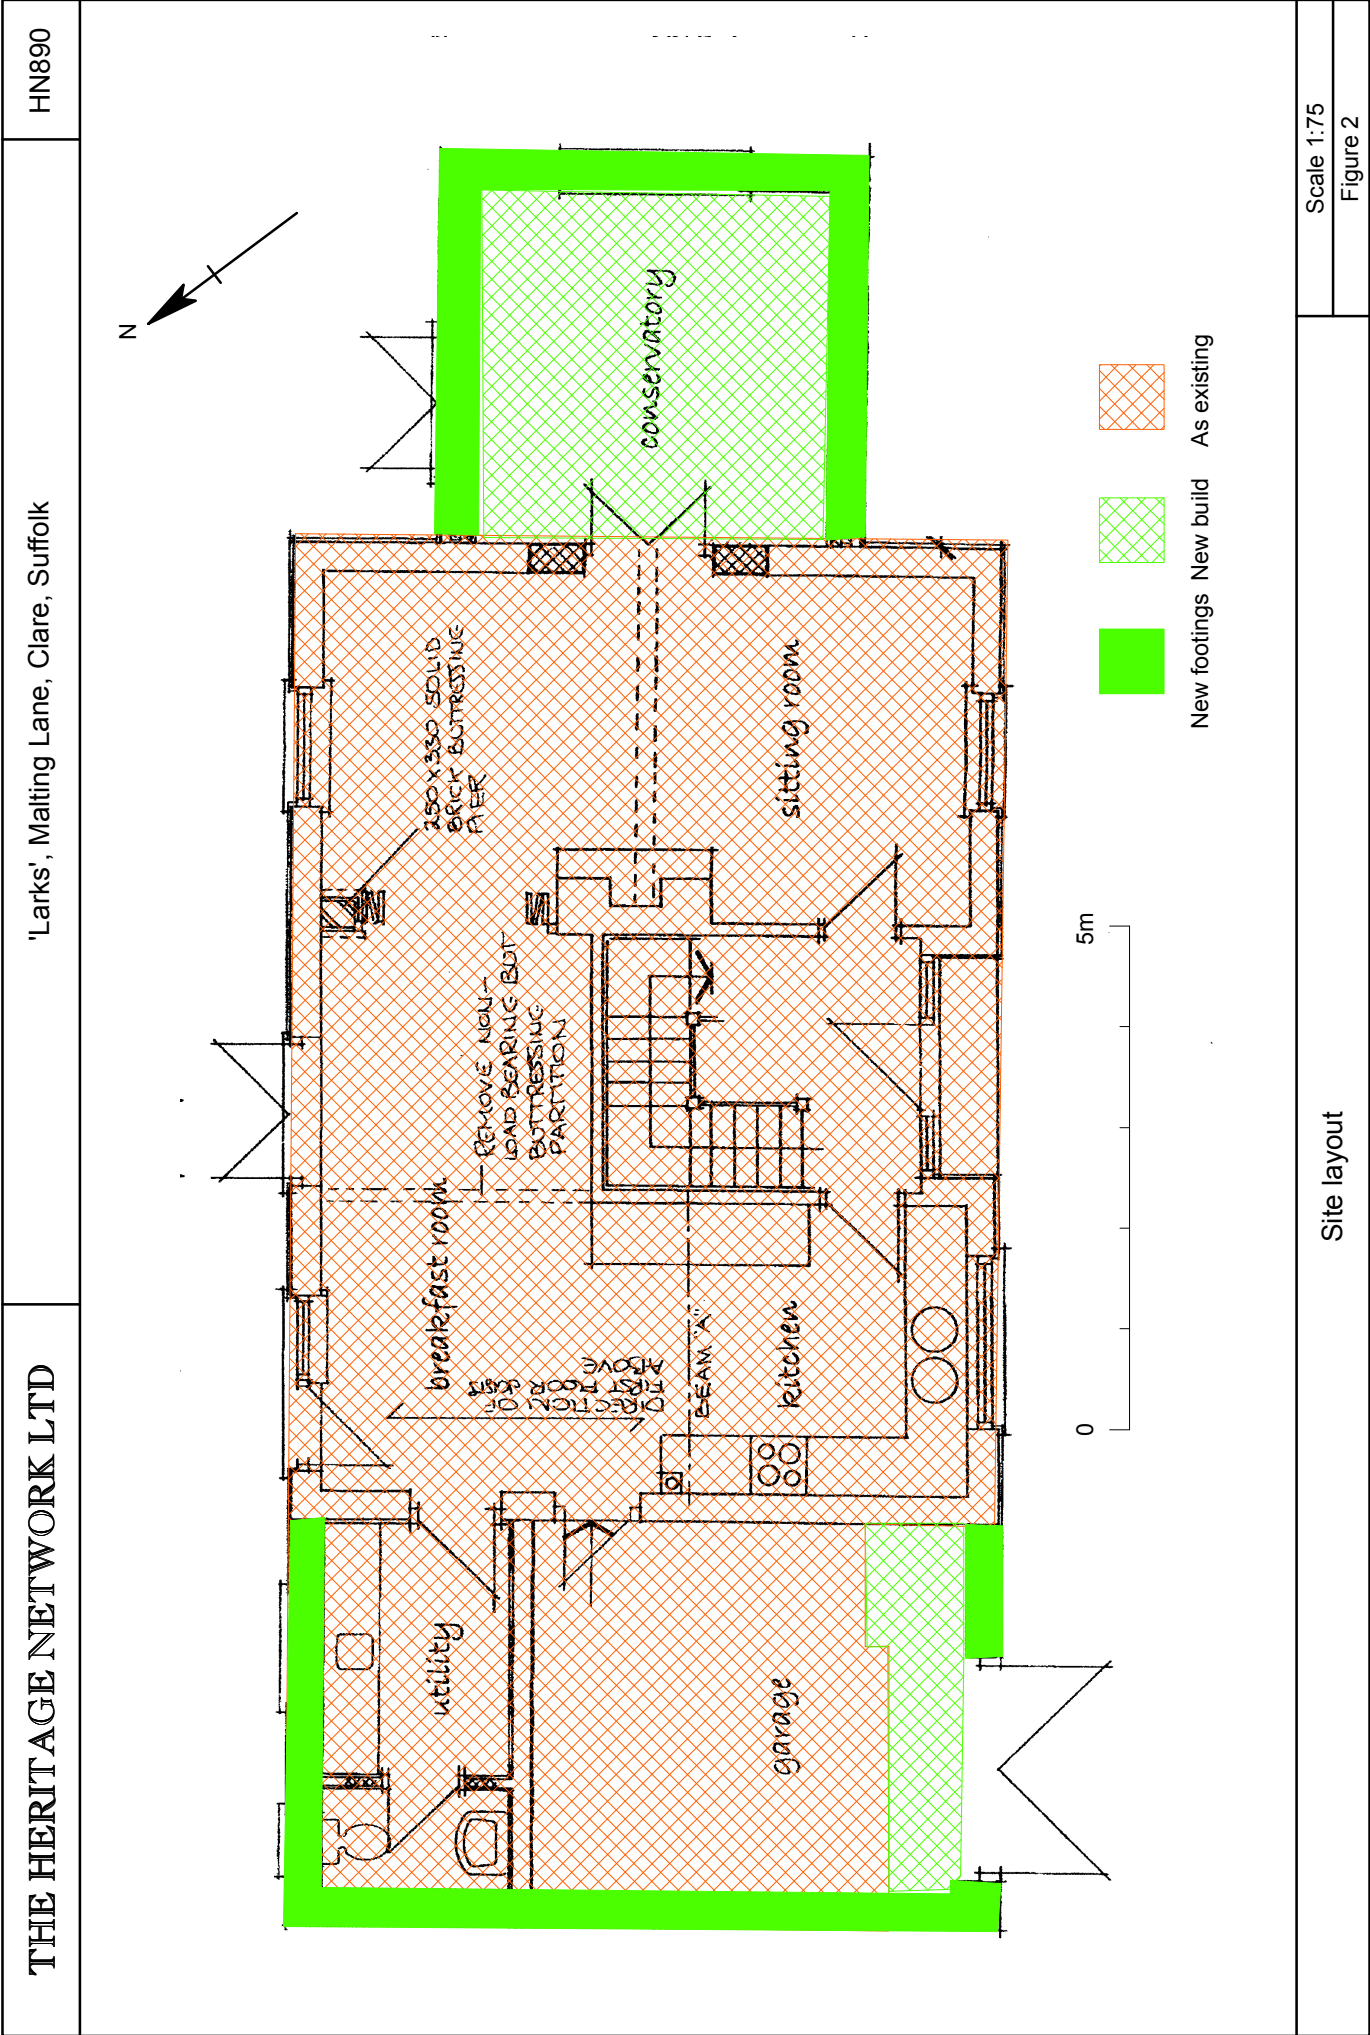 THE HERITAGE NETWORK LTD
'Larks', Malting Lane, Clare, Suffolk
HN890
N
conservatory
250 x 330 SOLID
BRICK BUTTRESSING
PIER
sitting room
REMOVE NON-
LOAD BEARING BUT
BUTTRESSING
PARTITION
breakfast room
DIRECTION OF
FIRST FLOOR
ABOVE
BEAM 'A'
kitchen
utility
garage
0
5m
New footings
New build
As existing
Site layout
Scale 1:75
Figure 2